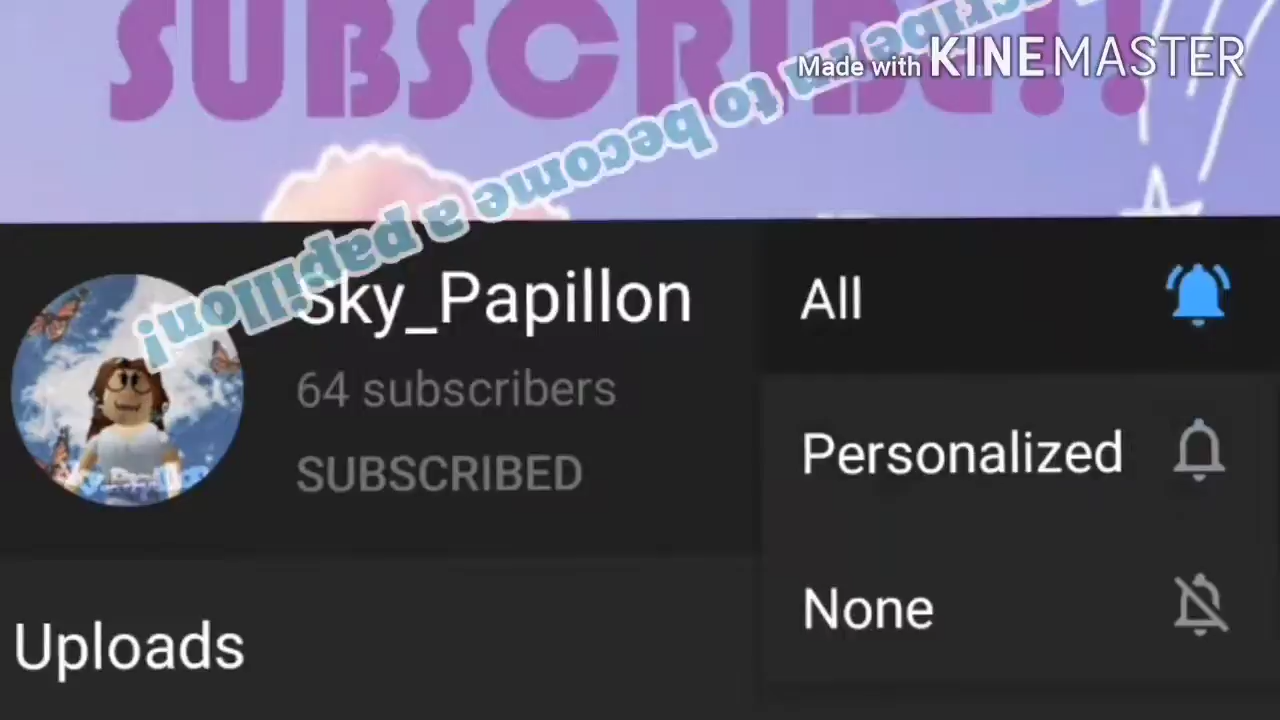 SUBSCRIBE!!
Made with KINEMASTER
to become a papillon!
Sky_Papillon
64 subscribers
SUBSCRIBED
Uploads
All
Personalized
None